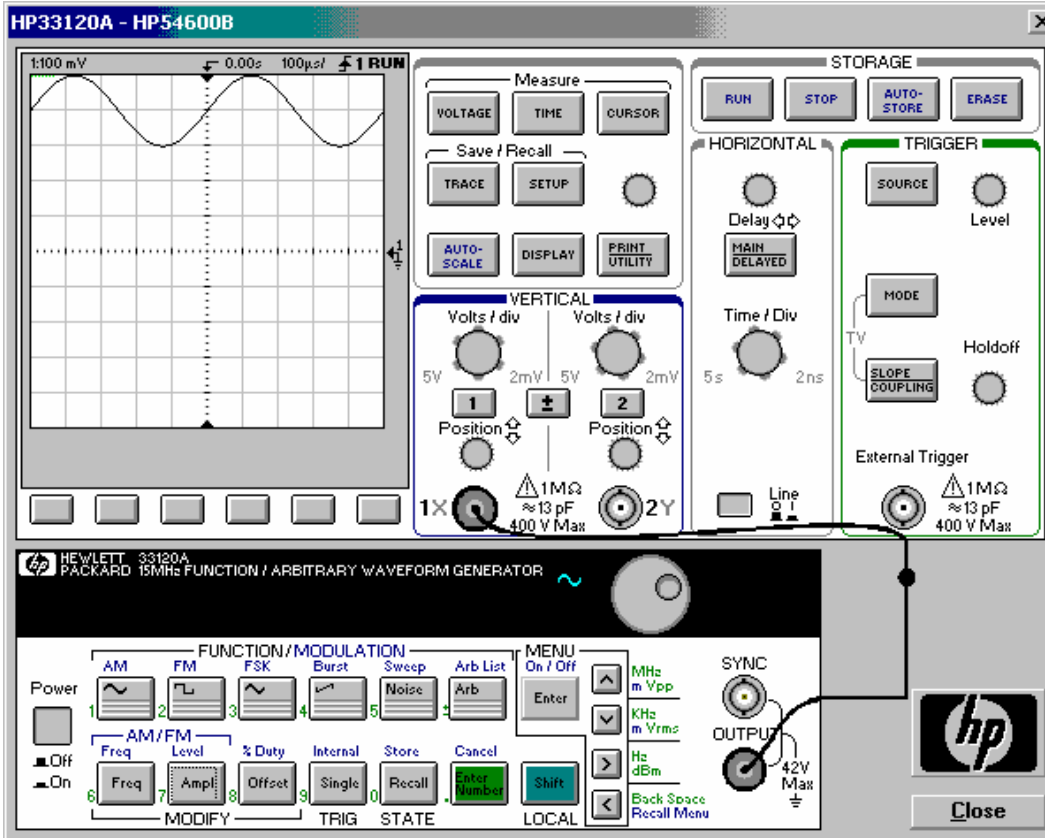 HP33120A - HP54600B
1:100 mV 0.00s 100µs/ 1 RUN
1
Measure
VOLTAGE TIME CURSOR
Save / Recall
TRACE SETUP
AUTO-SCALE DISPLAY PRINT UTILITY
STORAGE
RUN STOP AUTO-STORE ERASE
HORIZONTAL
Delay
MAIN DELAYED
Time / Div
5s 2ns
Line
O I
TRIGGER
SOURCE
Level
MODE
TV
SLOPE COUPLING
Holdoff
External Trigger
1MΩ
≈13 pF
400 V Max
VERTICAL
Volts / div Volts / div
5V 2mV 5V 2mV
1 ± 2
Position Position
1X 1MΩ 2Y
≈13 pF
400 V Max
hp HEWLETT 33120A
PACKARD 15MHz FUNCTION / ARBITRARY WAVEFORM GENERATOR
FUNCTION/MODULATION
AM FM FSK Burst Sweep Arb List
1 2 3 4 5 Noise ± Arb
Power
Off
On
AM/FM
Freq Level % Duty Internal Store Cancel
6 Freq 7 Ampl 8 Offset 9 Single 0 Recall . Enter Number
MODIFY TRIG STATE
MENU
On / Off
Enter
Shift
LOCAL
MHz
m Vpp
KHz
m Vrms
Hz
dBm
Back Space
Recall Menu
SYNC
OUTPUT
42V
Max
hp
Close